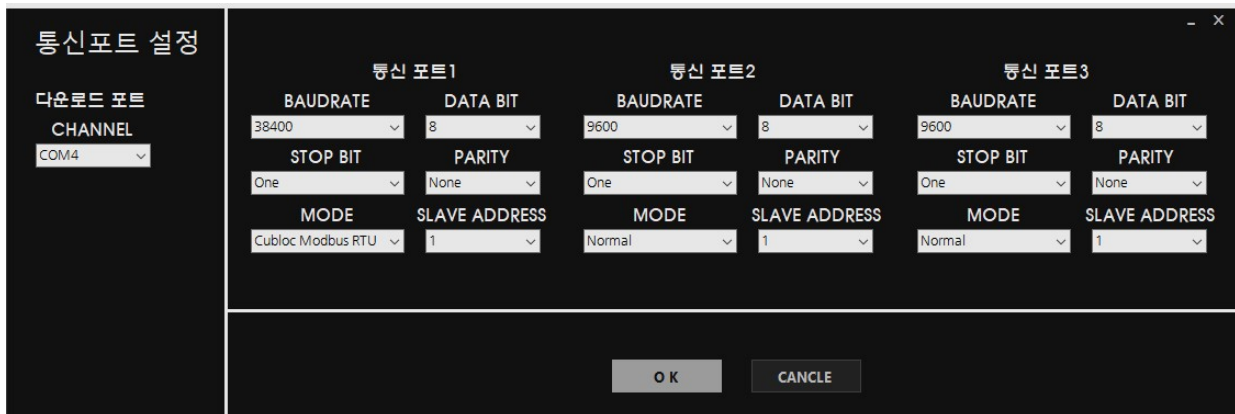 통신포트 설정
다운로드 포트
CHANNEL
COM4
통신 포트1 통신 포트2 통신 포트3
BAUDRATE DATA BIT BAUDRATE DATA BIT BAUDRATE DATA BIT
38400 8 9600 8 9600 8
STOP BIT PARITY STOP BIT PARITY STOP BIT PARITY
One None One None One None
MODE SLAVE ADDRESS MODE SLAVE ADDRESS MODE SLAVE ADDRESS
Cubloc Modbus RTU 1 Normal 1 Normal 1
O K CANCLE